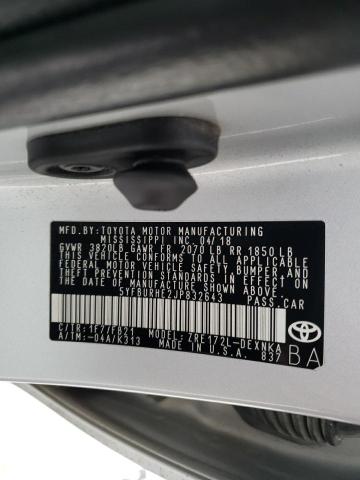 MFD. BY: TOYOTA MOTOR MANUFACTURING
MISSISSIPPI INC. 04/18
GVWR 3820LB GAWR FR 2070 LB RR 1850 LB
THIS VEHICLE CONFORMS TO ALL APPLICABLE
FEDERAL MOTOR VEHICLE SAFETY, BUMPER, AND
THEFT PREVENTION STANDARDS IN EFFECT ON
THE DATE OF MANUFACTURE SHOWN ABOVE.
5YFBURHE2JP832643 PASS.CAR
C/TR: 1F7/FB21 MODEL: ZRE172L-DEXNKA
A/TM: -04A/K313 MADE IN U.S.A. 837
BA